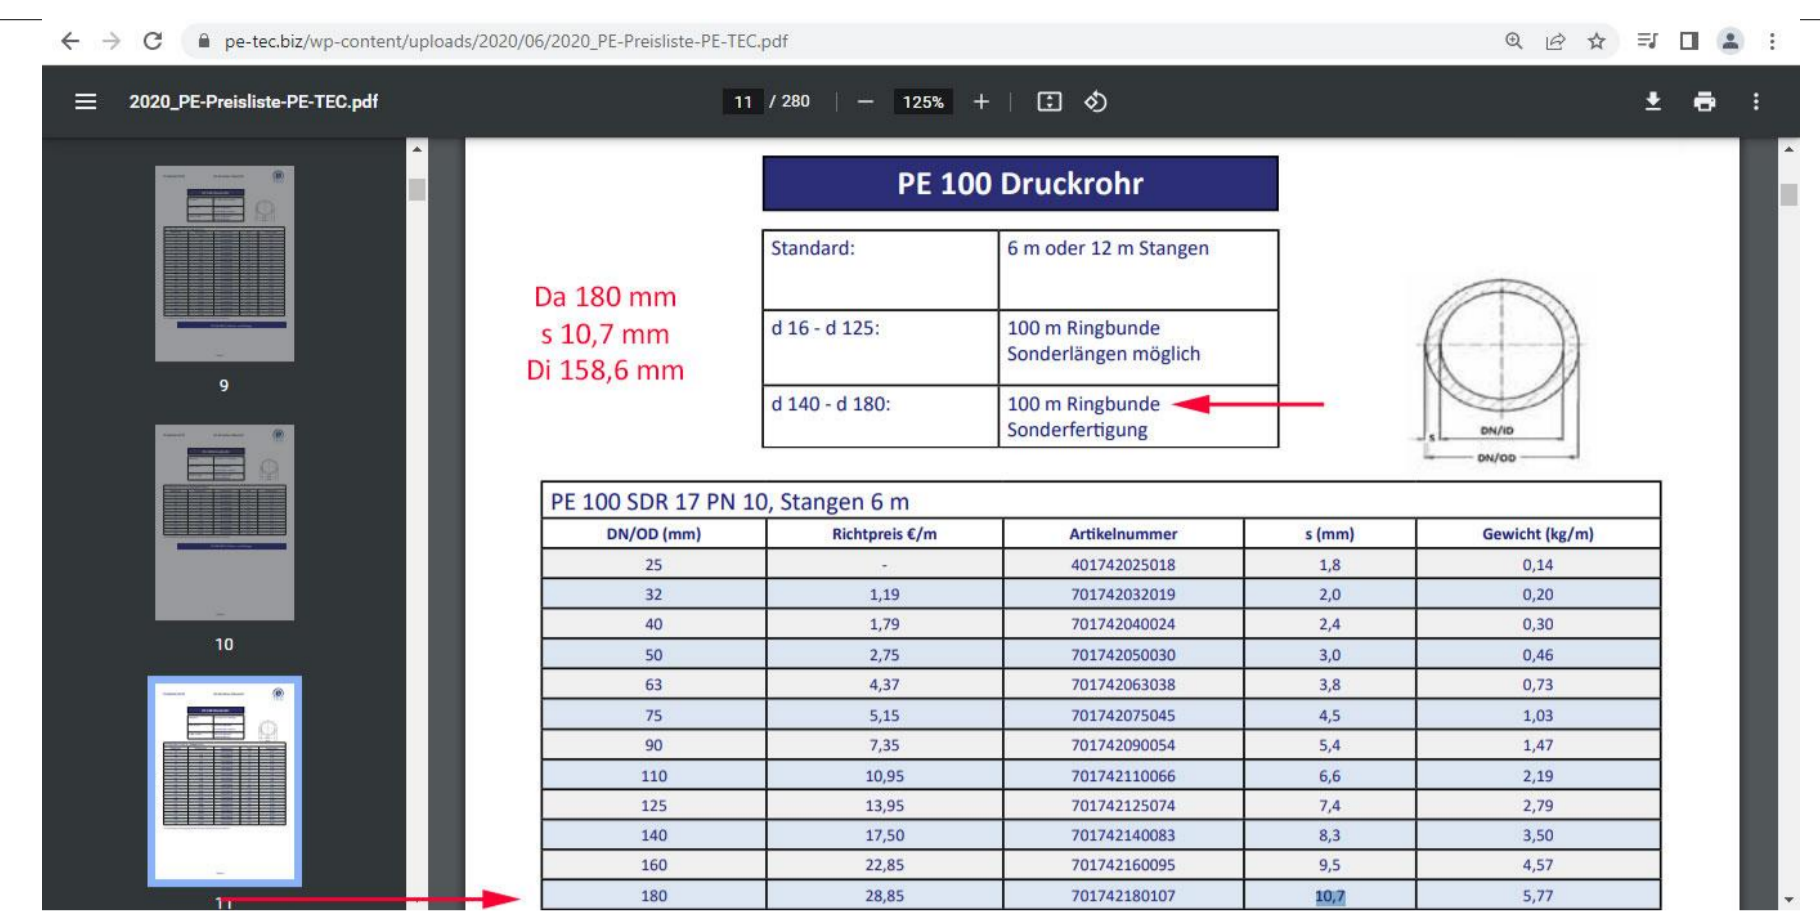 pe-tec.biz/wp-content/uploads/2020/06/2020_PE-Preisliste-PE-TEC.pdf
2020_PE-Preisliste-PE-TEC.pdf
11 / 280
125%
9
10
11
PE 100 Druckrohr
Standard: 6 m oder 12 m Stangen
d 16 - d 125: 100 m Ringbunde
Sonderlängen möglich
d 140 - d 180: 100 m Ringbunde
Sonderfertigung
Da 180 mm
s 10,7 mm
Di 158,6 mm
s
DN/ID
DN/OD
PE 100 SDR 17 PN 10, Stangen 6 m
DN/OD (mm) Richtpreis €/m Artikelnummer s (mm) Gewicht (kg/m)
25 - 401742025018 1,8 0,14
32 1,19 701742032019 2,0 0,20
40 1,79 701742040024 2,4 0,30
50 2,75 701742050030 3,0 0,46
63 4,37 701742063038 3,8 0,73
75 5,15 701742075045 4,5 1,03
90 7,35 701742090054 5,4 1,47
110 10,95 701742110066 6,6 2,19
125 13,95 701742125074 7,4 2,79
140 17,50 701742140083 8,3 3,50
160 22,85 701742160095 9,5 4,57
180 28,85 701742180107 10,7 5,77